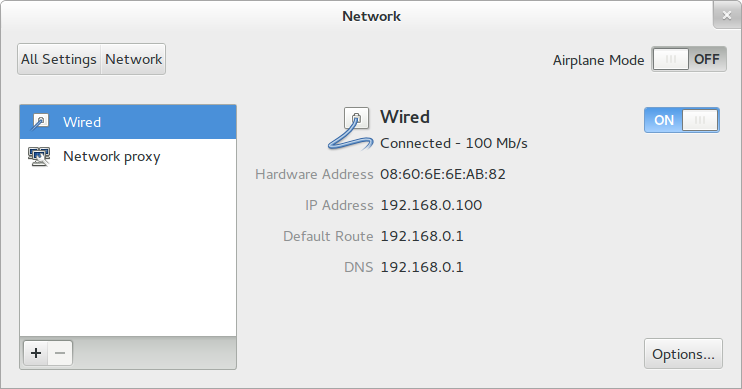 Network
All Settings Network
Airplane Mode OFF
Wired
Network proxy
Wired
ON
Connected - 100 Mb/s
Hardware Address 08:60:6E:6E:AB:82
IP Address 192.168.0.100
Default Route 192.168.0.1
DNS 192.168.0.1
Options...